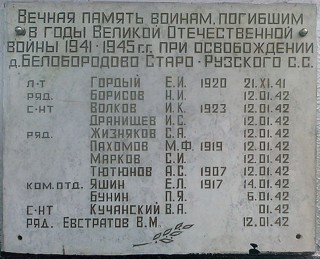 Вечная память воинам, погибшим
в годы Великой Отечественной
войны 1941-1945 г.г. при освобождении
д. Белобородово Старо-Рузского с.с.
л-т Гордый Е.И. 1920 21.XI.41
ряд. Борисов Н.И. 12.01.42
с-нт Волков И.К. 1923 12.01.42
Дранищев И.С. 12.01.42
ряд. Жизняков С.А. 12.01.42
Пахомов М.Ф. 1919 12.01.42
Марков С.И. 12.01.42
Тютюнов А.С. 1907 12.01.42
ком.отд. Яшин Е.Л. 1917 14.01.42
Бунин П.Я. 6.01.42
с-нт Кучанский В.А. .01.42
ряд. Евстратов В.М. 12.01.42